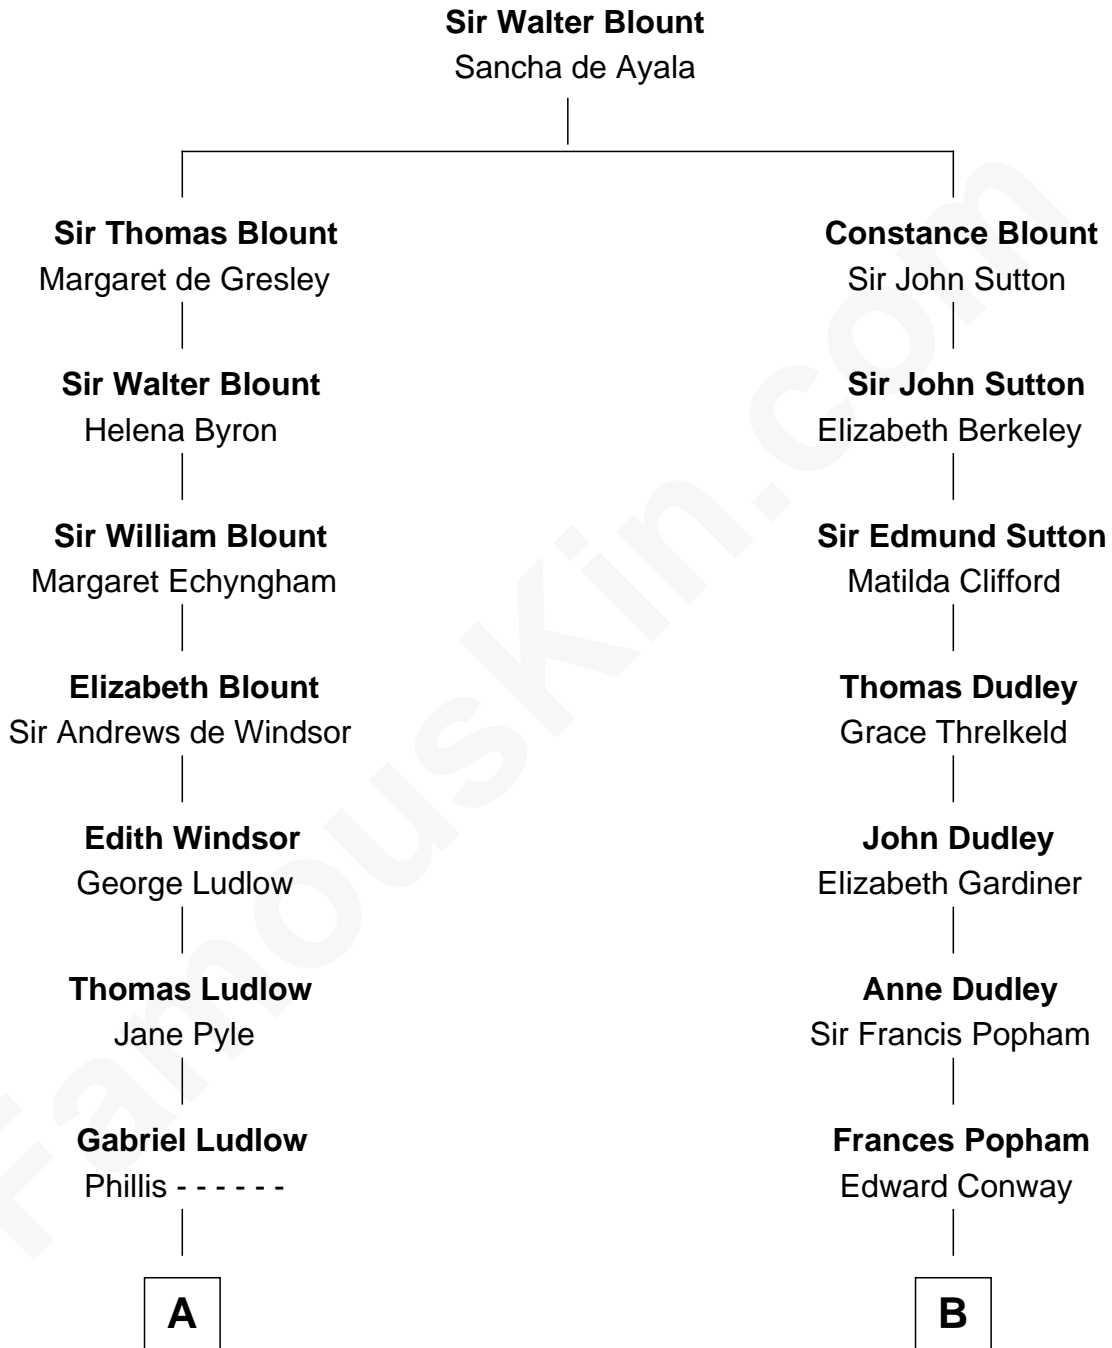 Sir Walter Blount
Sancha de Ayala
Sir Thomas Blount
Margaret de Gresley
Constance Blount
Sir John Sutton
Sir Walter Blount
Helena Byron
Sir John Sutton
Elizabeth Berkeley
Sir William Blount
Margaret Echyngham
Sir Edmund Sutton
Matilda Clifford
Elizabeth Blount
Sir Andrews de Windsor
Thomas Dudley
Grace Threlkeld
Edith Windsor
George Ludlow
John Dudley
Elizabeth Gardiner
Thomas Ludlow
Jane Pyle
Anne Dudley
Sir Francis Popham
Gabriel Ludlow
Phillis - - - - - -
Frances Popham
Edward Conway
A
B
FamousKin.com